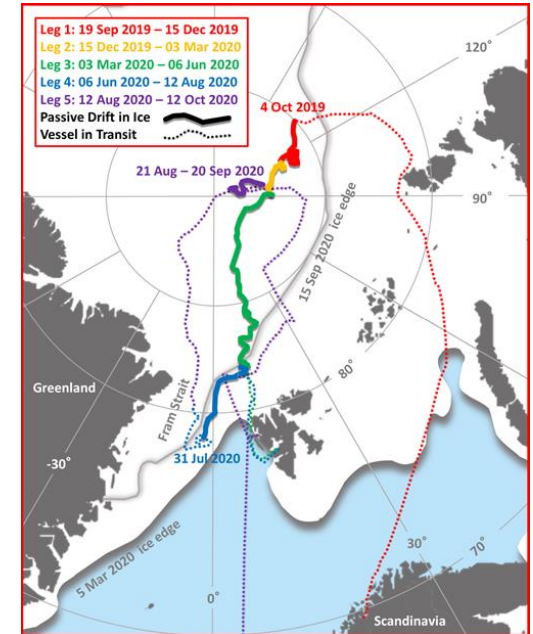 Leg 1: 19 Sep 2019 – 15 Dec 2019
Leg 2: 15 Dec 2019 – 03 Mar 2020
Leg 3: 03 Mar 2020 – 06 Jun 2020
Leg 4: 06 Jun 2020 – 12 Aug 2020
Leg 5: 12 Aug 2020 – 12 Oct 2020
Passive Drift in Ice
Vessel in Transit
120°
4 Oct 2019
21 Aug – 20 Sep 2020
90°
15 Sep 2020 ice edge
80°
Greenland
Fram Strait
-30°
31 Jul 2020
5 Mar 2020 ice edge
30°
70°
0°
Scandinavia